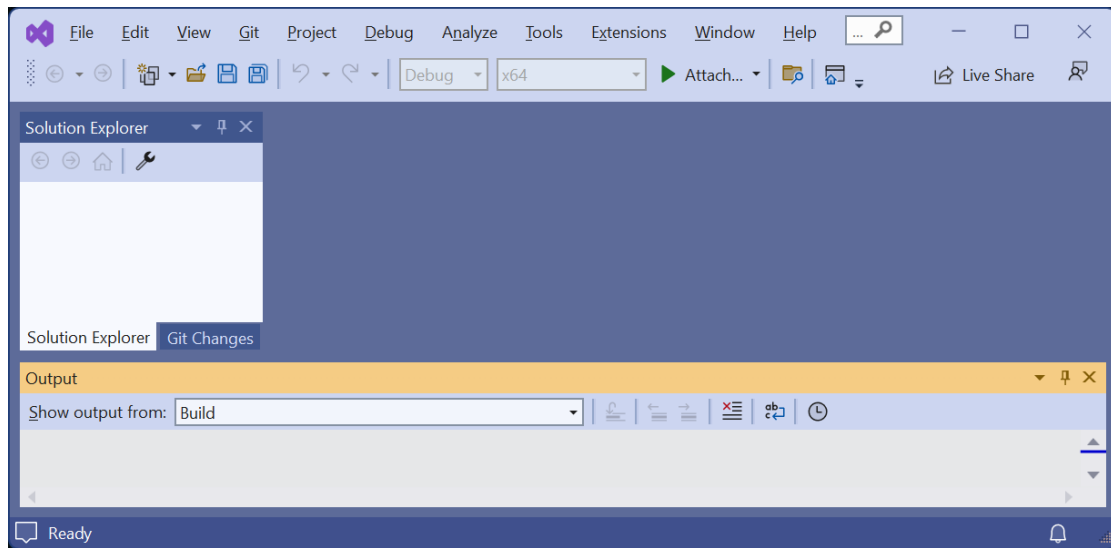 File Edit View Git Project Debug Analyze Tools Extensions Window Help ...
Debug x64 Attach... Live Share
Solution Explorer
Solution Explorer Git Changes
Output
Show output from: Build
Ready